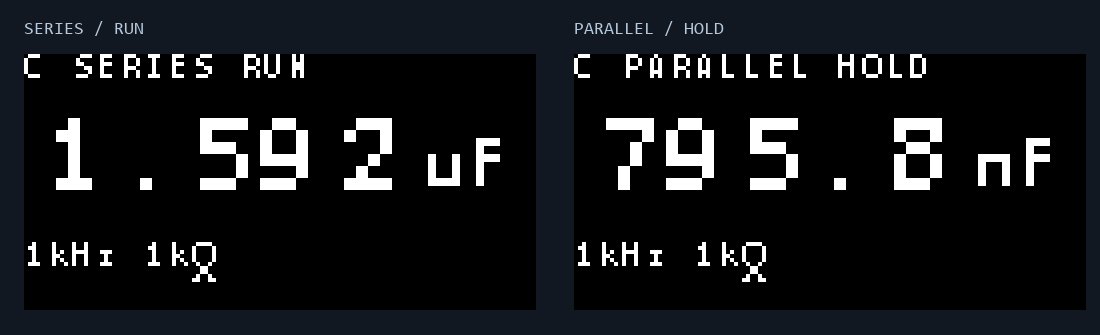 SERIES / RUN
C SERIES RUN
1.592 uF
1kHz 1kΩ
PARALLEL / HOLD
C PARALLEL HOLD
795.8 nF
1kHz 1kΩ